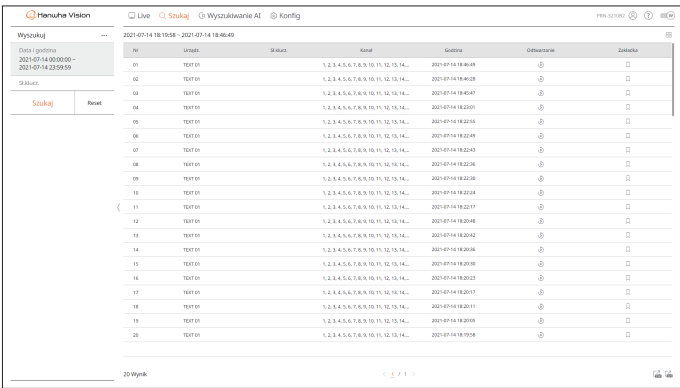 Hanwha Vision
Live Szukaj Wyszukiwanie AI Konfig
PRN-3210B2
Wyszukuj ...
Data i godzina
2021-07-14 00:00:00 ~
2021-07-14 23:59:59
Sł.klucz.
Szukaj Reset
2021-07-14 18:19:58 ~ 2021-07-14 18:46:49
Nr Urządz. Sł.klucz. Kanał Godzina Odtwarzanie Zakładka
01 TEXT 01 1, 2, 3, 4, 5, 6, 7, 8, 9, 10, 11, 12, 13, 14,... 2021-07-14 18:46:49
02 TEXT 01 1, 2, 3, 4, 5, 6, 7, 8, 9, 10, 11, 12, 13, 14,... 2021-07-14 18:46:28
03 TEXT 01 1, 2, 3, 4, 5, 6, 7, 8, 9, 10, 11, 12, 13, 14,... 2021-07-14 18:45:47
04 TEXT 01 1, 2, 3, 4, 5, 6, 7, 8, 9, 10, 11, 12, 13, 14,... 2021-07-14 18:23:01
05 TEXT 01 1, 2, 3, 4, 5, 6, 7, 8, 9, 10, 11, 12, 13, 14,... 2021-07-14 18:22:55
06 TEXT 01 1, 2, 3, 4, 5, 6, 7, 8, 9, 10, 11, 12, 13, 14,... 2021-07-14 18:22:49
07 TEXT 01 1, 2, 3, 4, 5, 6, 7, 8, 9, 10, 11, 12, 13, 14,... 2021-07-14 18:22:43
08 TEXT 01 1, 2, 3, 4, 5, 6, 7, 8, 9, 10, 11, 12, 13, 14,... 2021-07-14 18:22:36
09 TEXT 01 1, 2, 3, 4, 5, 6, 7, 8, 9, 10, 11, 12, 13, 14,... 2021-07-14 18:22:30
10 TEXT 01 1, 2, 3, 4, 5, 6, 7, 8, 9, 10, 11, 12, 13, 14,... 2021-07-14 18:22:24
11 TEXT 01 1, 2, 3, 4, 5, 6, 7, 8, 9, 10, 11, 12, 13, 14,... 2021-07-14 18:22:17
12 TEXT 01 1, 2, 3, 4, 5, 6, 7, 8, 9, 10, 11, 12, 13, 14,... 2021-07-14 18:20:48
13 TEXT 01 1, 2, 3, 4, 5, 6, 7, 8, 9, 10, 11, 12, 13, 14,... 2021-07-14 18:20:42
14 TEXT 01 1, 2, 3, 4, 5, 6, 7, 8, 9, 10, 11, 12, 13, 14,... 2021-07-14 18:20:36
15 TEXT 01 1, 2, 3, 4, 5, 6, 7, 8, 9, 10, 11, 12, 13, 14,... 2021-07-14 18:20:30
16 TEXT 01 1, 2, 3, 4, 5, 6, 7, 8, 9, 10, 11, 12, 13, 14,... 2021-07-14 18:20:23
17 TEXT 01 1, 2, 3, 4, 5, 6, 7, 8, 9, 10, 11, 12, 13, 14,... 2021-07-14 18:20:17
18 TEXT 01 1, 2, 3, 4, 5, 6, 7, 8, 9, 10, 11, 12, 13, 14,... 2021-07-14 18:20:11
19 TEXT 01 1, 2, 3, 4, 5, 6, 7, 8, 9, 10, 11, 12, 13, 14,... 2021-07-14 18:20:05
20 TEXT 01 1, 2, 3, 4, 5, 6, 7, 8, 9, 10, 11, 12, 13, 14,... 2021-07-14 18:19:58
20 Wynik < 1 / 1 >